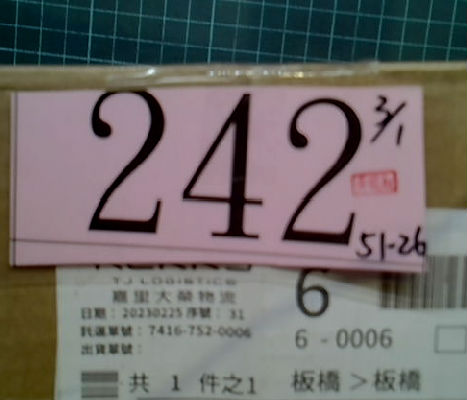 242
3/1
51-26
TJ LOGISTICS
嘉里大榮物流
日期：20230225 序號：31
託運單號：7416-752-0006
出貨單號：
6
6 - 0006
共 1 件之1
板橋 > 板橋